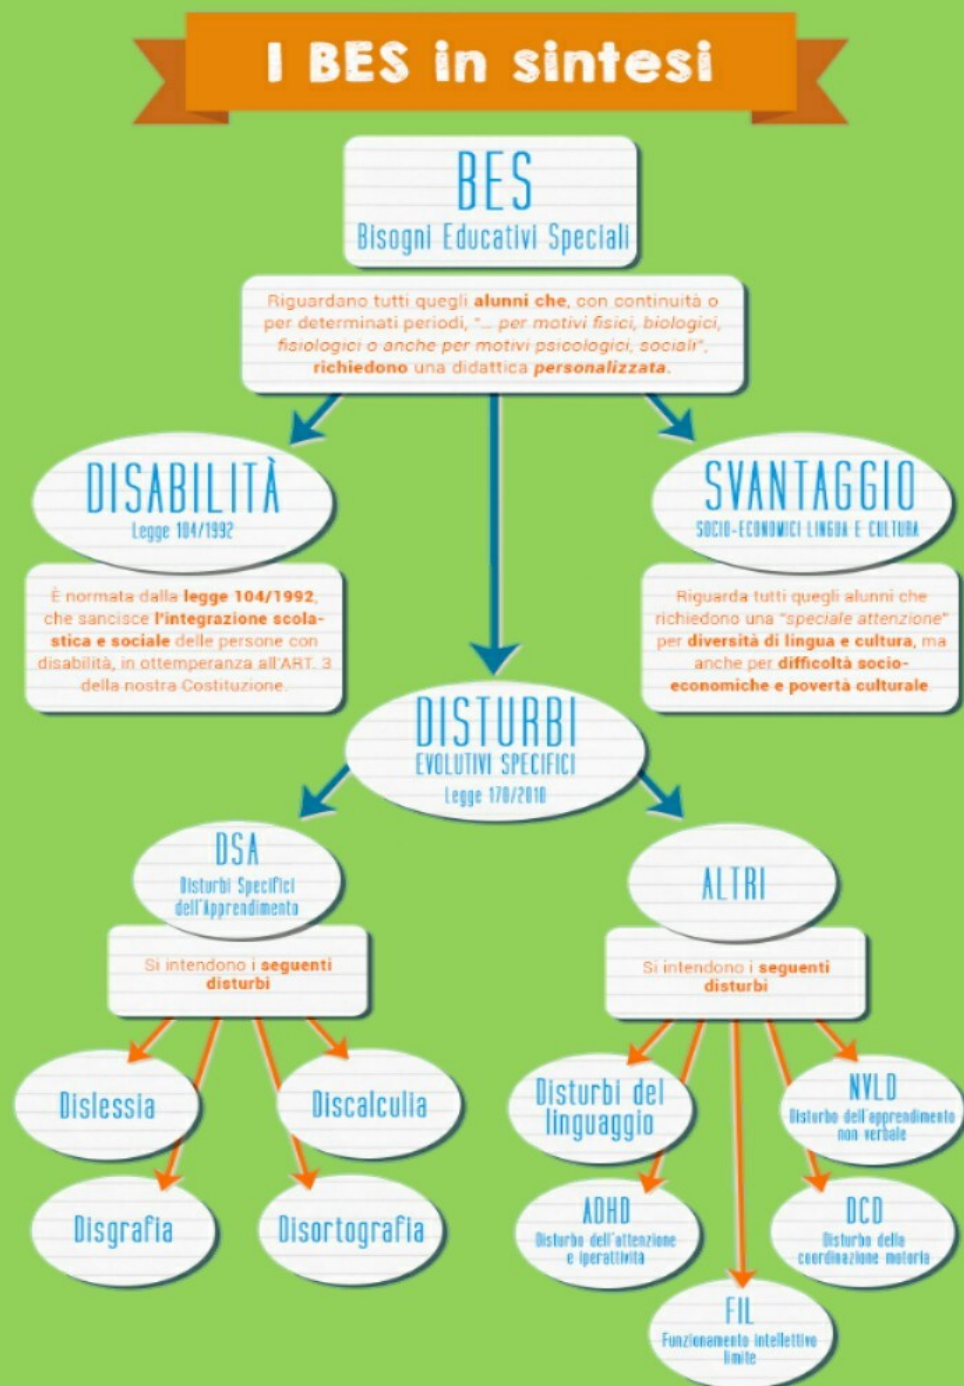 I BES in sintesi
BES
Bisogni Educativi Speciali
Riguardano tutti quegli alunni che, con continuità o
per determinati periodi, "... per motivi fisici, biologici,
fisiologici o anche per motivi psicologici, sociali",
richiedono una didattica personalizzata.
DISABILITÀ
Legge 104/1992
È normata dalla legge 104/1992,
che sancisce l'integrazione scola-
stica e sociale delle persone con
disabilità, in ottemperanza all'ART. 3
della nostra Costituzione.
SVANTAGGIO
SOCIO-ECONOMICI LINGUA E CULTURA
Riguarda tutti quegli alunni che
richiedono una "speciale attenzione"
per diversità di lingua e cultura, ma
anche per difficoltà socio-
economiche e povertà culturale
DISTURBI
EVOLUTIVI SPECIFICI
Legge 170/2010
DSA
Disturbi Specifici
dell'Apprendimento
Si intendono i seguenti
disturbi
Dislessia
Discalculia
Disgrafia
Disortografia
ALTRI
Si intendono i seguenti
disturbi
Disturbi del
linguaggio
NVLD
Disturbo dell'apprendimento
non verbale
ADHD
Disturbo dell'attenzione
e iperattività
DCD
Disturbo della
coordinazione motoria
FIL
Funzionamento intellettivo
limite